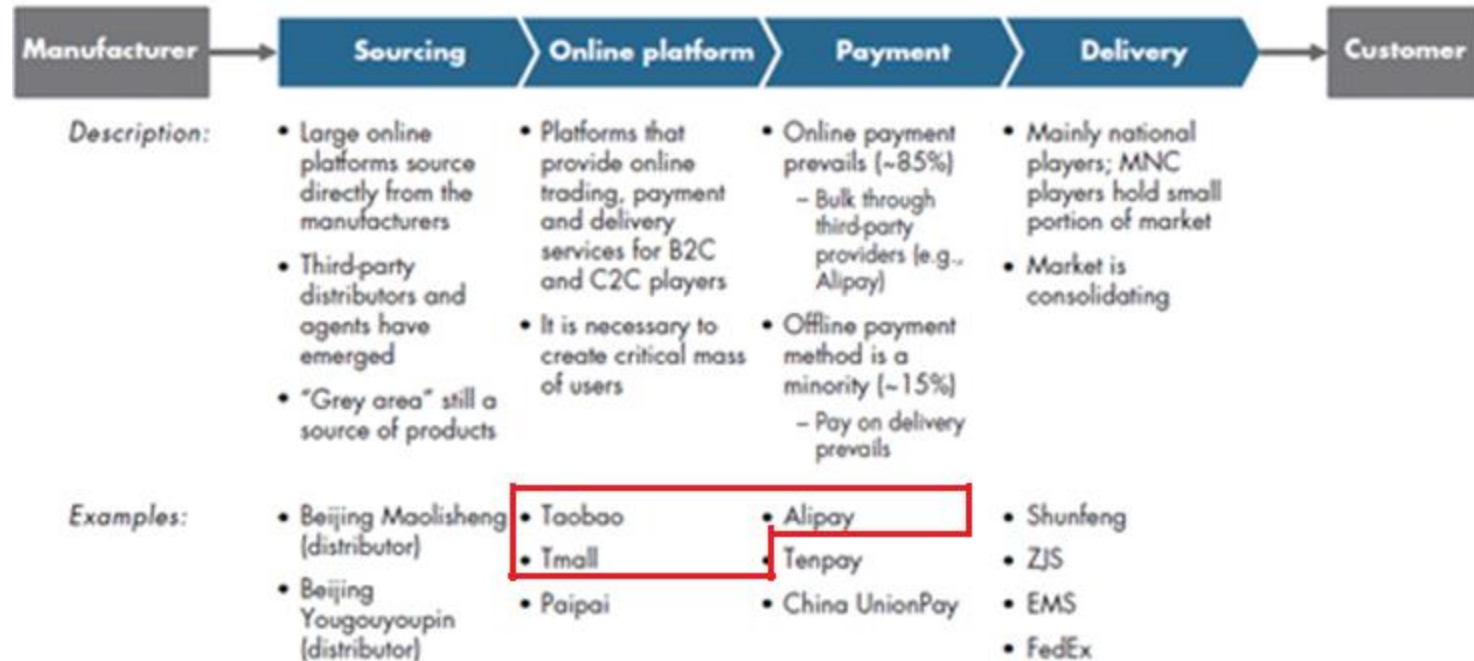 Manufacturer
Sourcing
Online platform
Payment
Delivery
Customer
Description:
• Large online
platforms source
directly from the
manufacturers
• Third-party
distributors and
agents have
emerged
• "Grey area" still a
source of products
• Platforms that
provide online
trading, payment
and delivery
services for B2C
and C2C players
• It is necessary to
create critical mass
of users
• Online payment
prevails (~85%)
– Bulk through
third-party
providers (e.g.,
Alipay)
• Offline payment
method is a
minority (~15%)
– Pay on delivery
prevails
• Mainly national
players; MNC
players hold small
portion of market
• Market is
consolidating
Examples:
• Beijing Maolisheng
(distributor)
• Beijing
Yougouyoupin
(distributor)
• Taobao
• Tmall
• Paipai
• Alipay
• Tenpay
• China UnionPay
• Shunfeng
• ZJS
• EMS
• FedEx